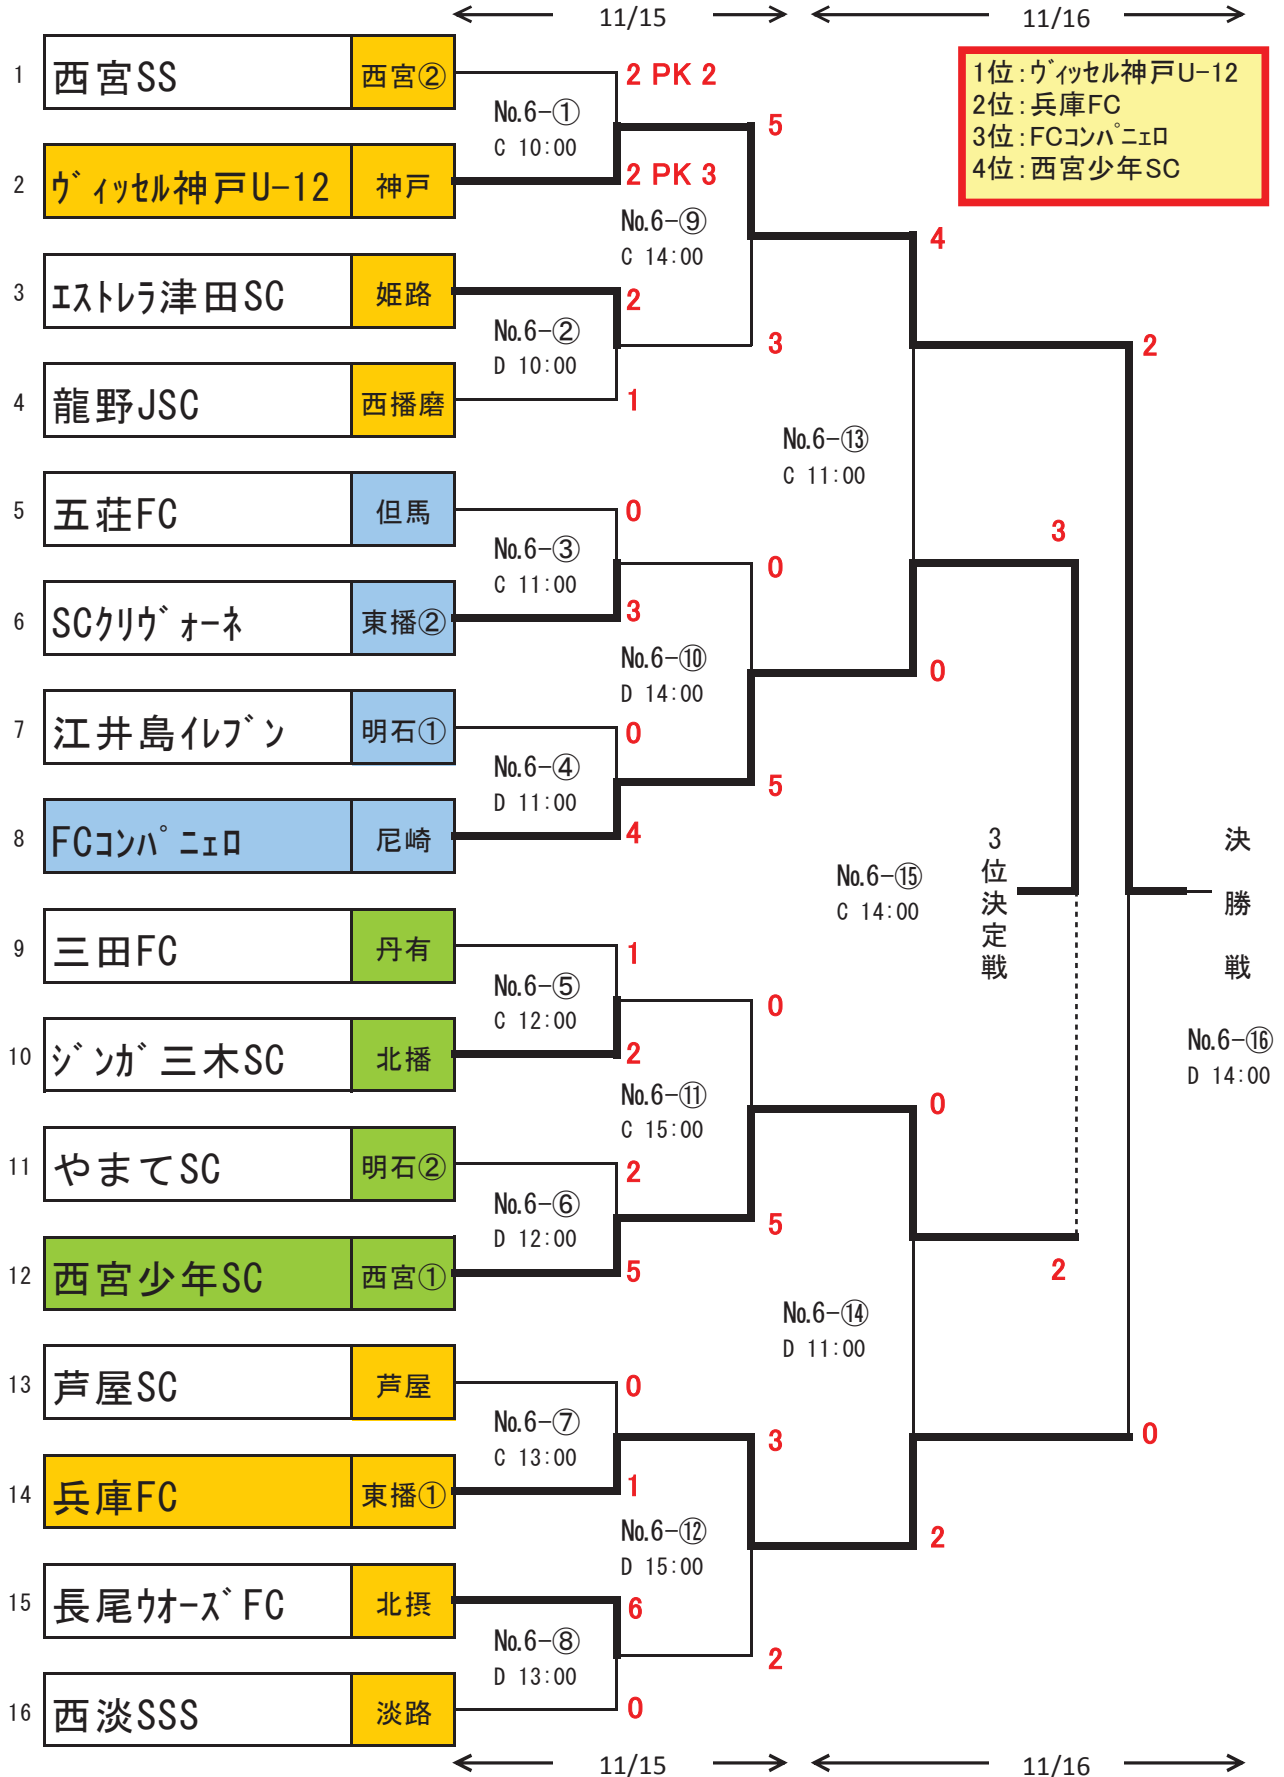 11/15
11/16
1位:ヴィッセル神戸U-12
2位:兵庫FC
3位:FCコンパニェロ
4位:西宮少年SC
1 西宮SS 西宮②
2 PK 2
No.6-①
C 10:00
5
2 ヴィッセル神戸U-12 神戸
2 PK 3
No.6-⑨
C 14:00
4
3 エストレラ津田SC 姫路
2
No.6-②
D 10:00
3
2
4 龍野JSC 西播磨
1
No.6-⑬
C 11:00
5 五荘FC 但馬
0
3
No.6-③
C 11:00
0
6 SCクリヴォーネ 東播②
3
No.6-⑩
D 14:00
0
7 江井島イレブン 明石①
0
No.6-④
D 11:00
5
8 FCコンパニェロ 尼崎
4
3位決定戦
決勝戦
No.6-⑮
C 14:00
9 三田FC 丹有
1
No.6-⑤
C 12:00
0
10 ジンガ三木SC 北播
2
No.6-⑯
D 14:00
No.6-⑪
C 15:00
0
11 やまてSC 明石②
2
No.6-⑥
D 12:00
5
12 西宮少年SC 西宮①
5
2
No.6-⑭
D 11:00
13 芦屋SC 芦屋
0
No.6-⑦
C 13:00
3
0
14 兵庫FC 東播①
1
No.6-⑫
D 15:00
2
15 長尾ウオーズFC 北摂
6
No.6-⑧
D 13:00
2
16 西淡SSS 淡路
0
11/15
11/16